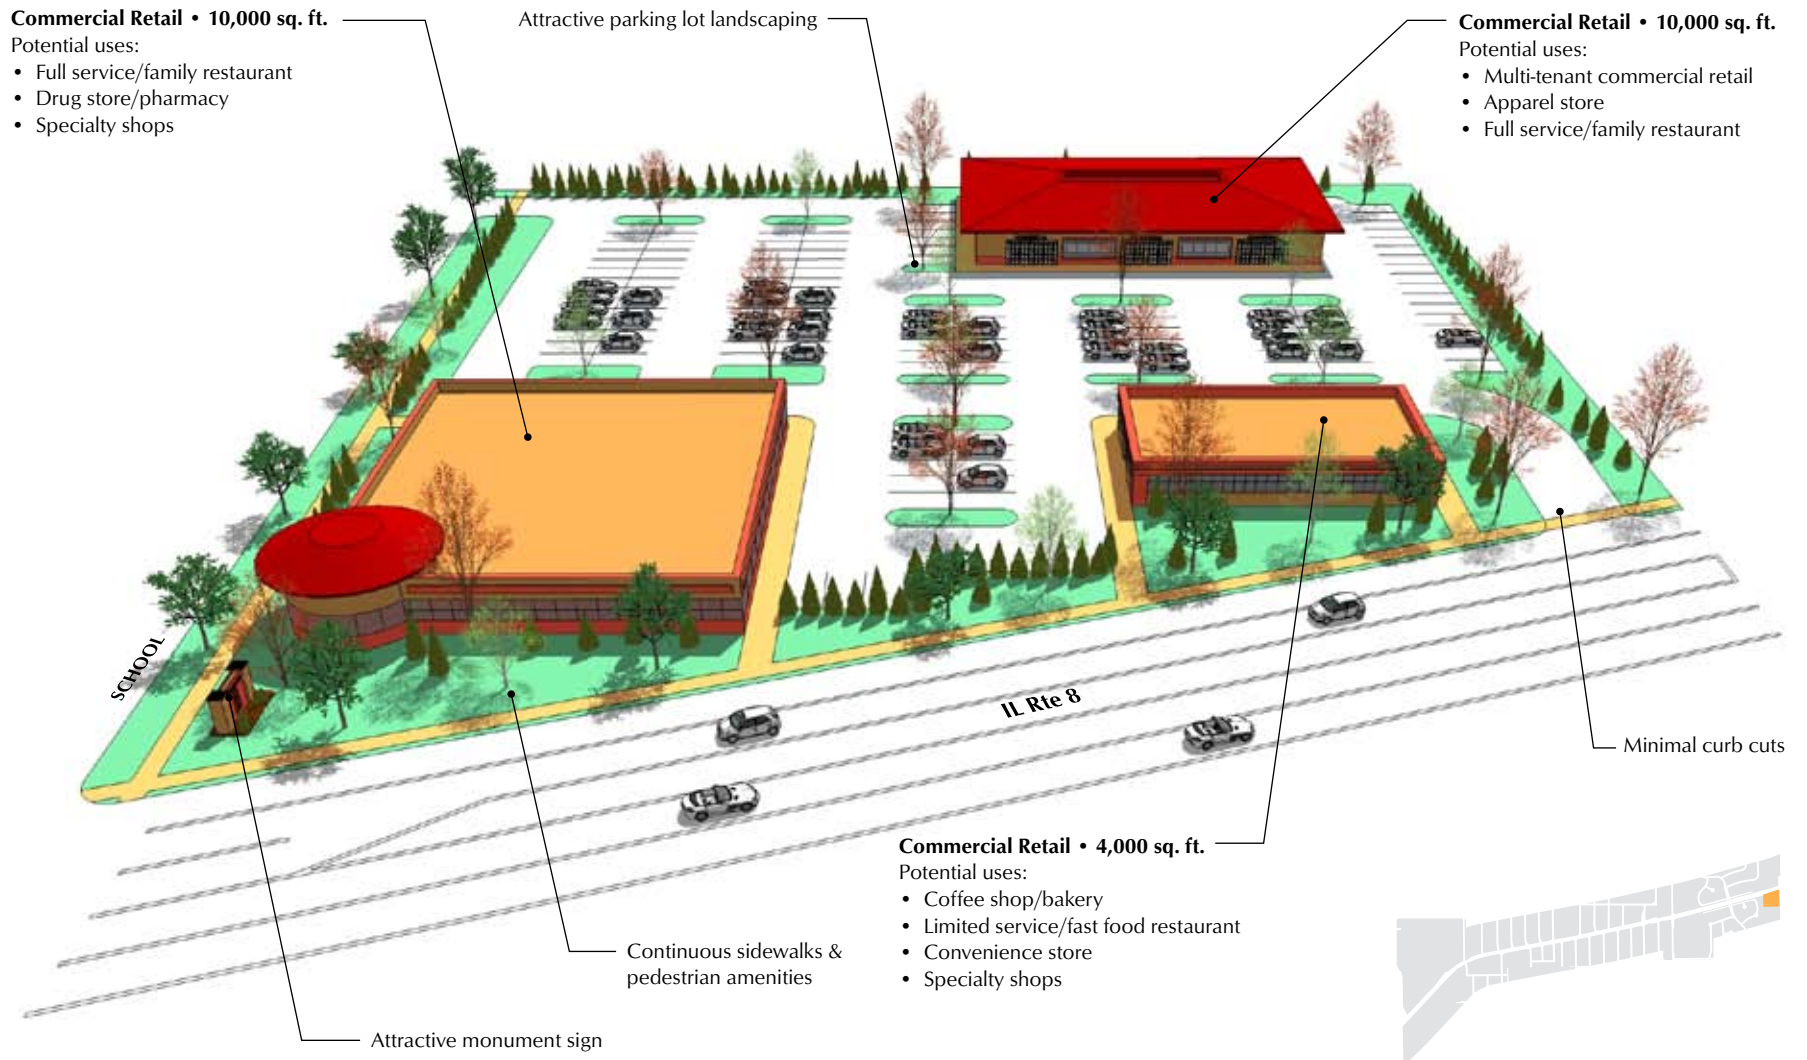 Commercial Retail • 10,000 sq. ft.
Potential uses:
• Full service/family restaurant
• Drug store/pharmacy
• Specialty shops
Attractive parking lot landscaping
Commercial Retail • 10,000 sq. ft.
Potential uses:
• Multi-tenant commercial retail
• Apparel store
• Full service/family restaurant
SCHOOL
IL Rte 8
Minimal curb cuts
Commercial Retail • 4,000 sq. ft.
Potential uses:
• Coffee shop/bakery
• Limited service/fast food restaurant
• Convenience store
• Specialty shops
Continuous sidewalks &
pedestrian amenities
Attractive monument sign